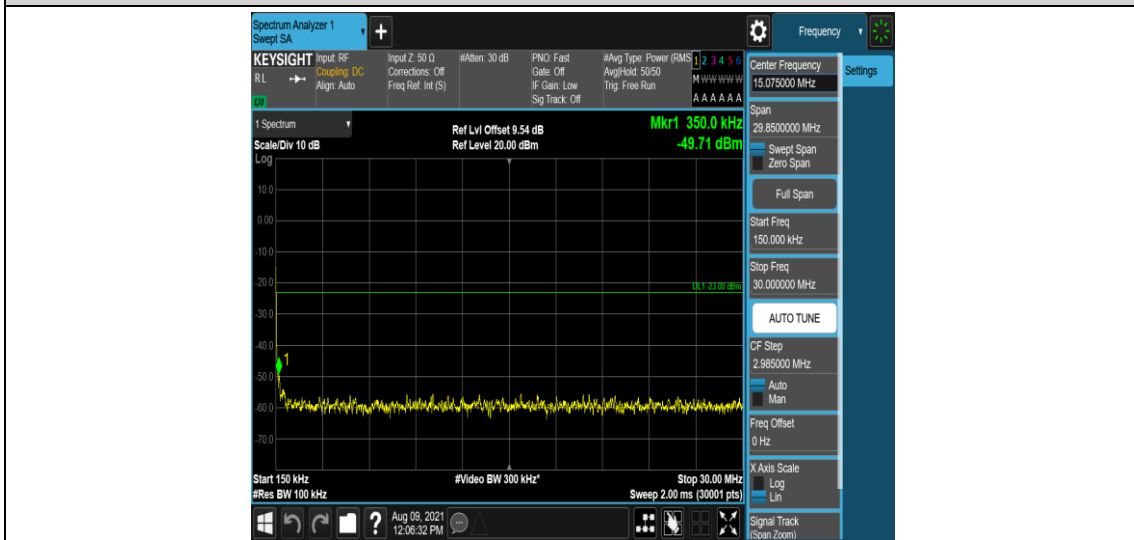 Spectrum Analyzer 1
Swept SA
Frequency
KEYSIGHT
RL
LXI
Input: RF
Coupling: DC
Align: Auto
Input Z: 50 Ω
Corrections: Off
Freq Ref: Int (S)
#Atten: 30 dB
PNO: Fast
Gate: Off
IF Gain: Low
Sig Track: Off
#Avg Type: Power (RMS
Avg|Hold: 50/50
Trig: Free Run
1 2 3 4 5 6
M W W W W W
A A A A A A
1 Spectrum
Scale/Div 10 dB
Ref Lvl Offset 9.54 dB
Ref Level 20.00 dBm
Mkr1 350.0 kHz
-49.71 dBm
Log
10.0
0.00
-10.0
-20.0
DL1 -23.00 dBm
-30.0
-40.0
1
-50.0
-60.0
-70.0
Start 150 kHz
#Video BW 300 kHz*
Stop 30.00 MHz
#Res BW 100 kHz
Sweep 2.00 ms (30001 pts)
?
Aug 09, 2021
12:06:32 PM
Center Frequency
15.075000 MHz
Settings
Span
29.8500000 MHz
Swept Span
Zero Span
Full Span
Start Freq
150.000 kHz
Stop Freq
30.000000 MHz
AUTO TUNE
CF Step
2.985000 MHz
Auto
Man
Freq Offset
0 Hz
X Axis Scale
Log
Lin
Signal Track
(Span Zoom)